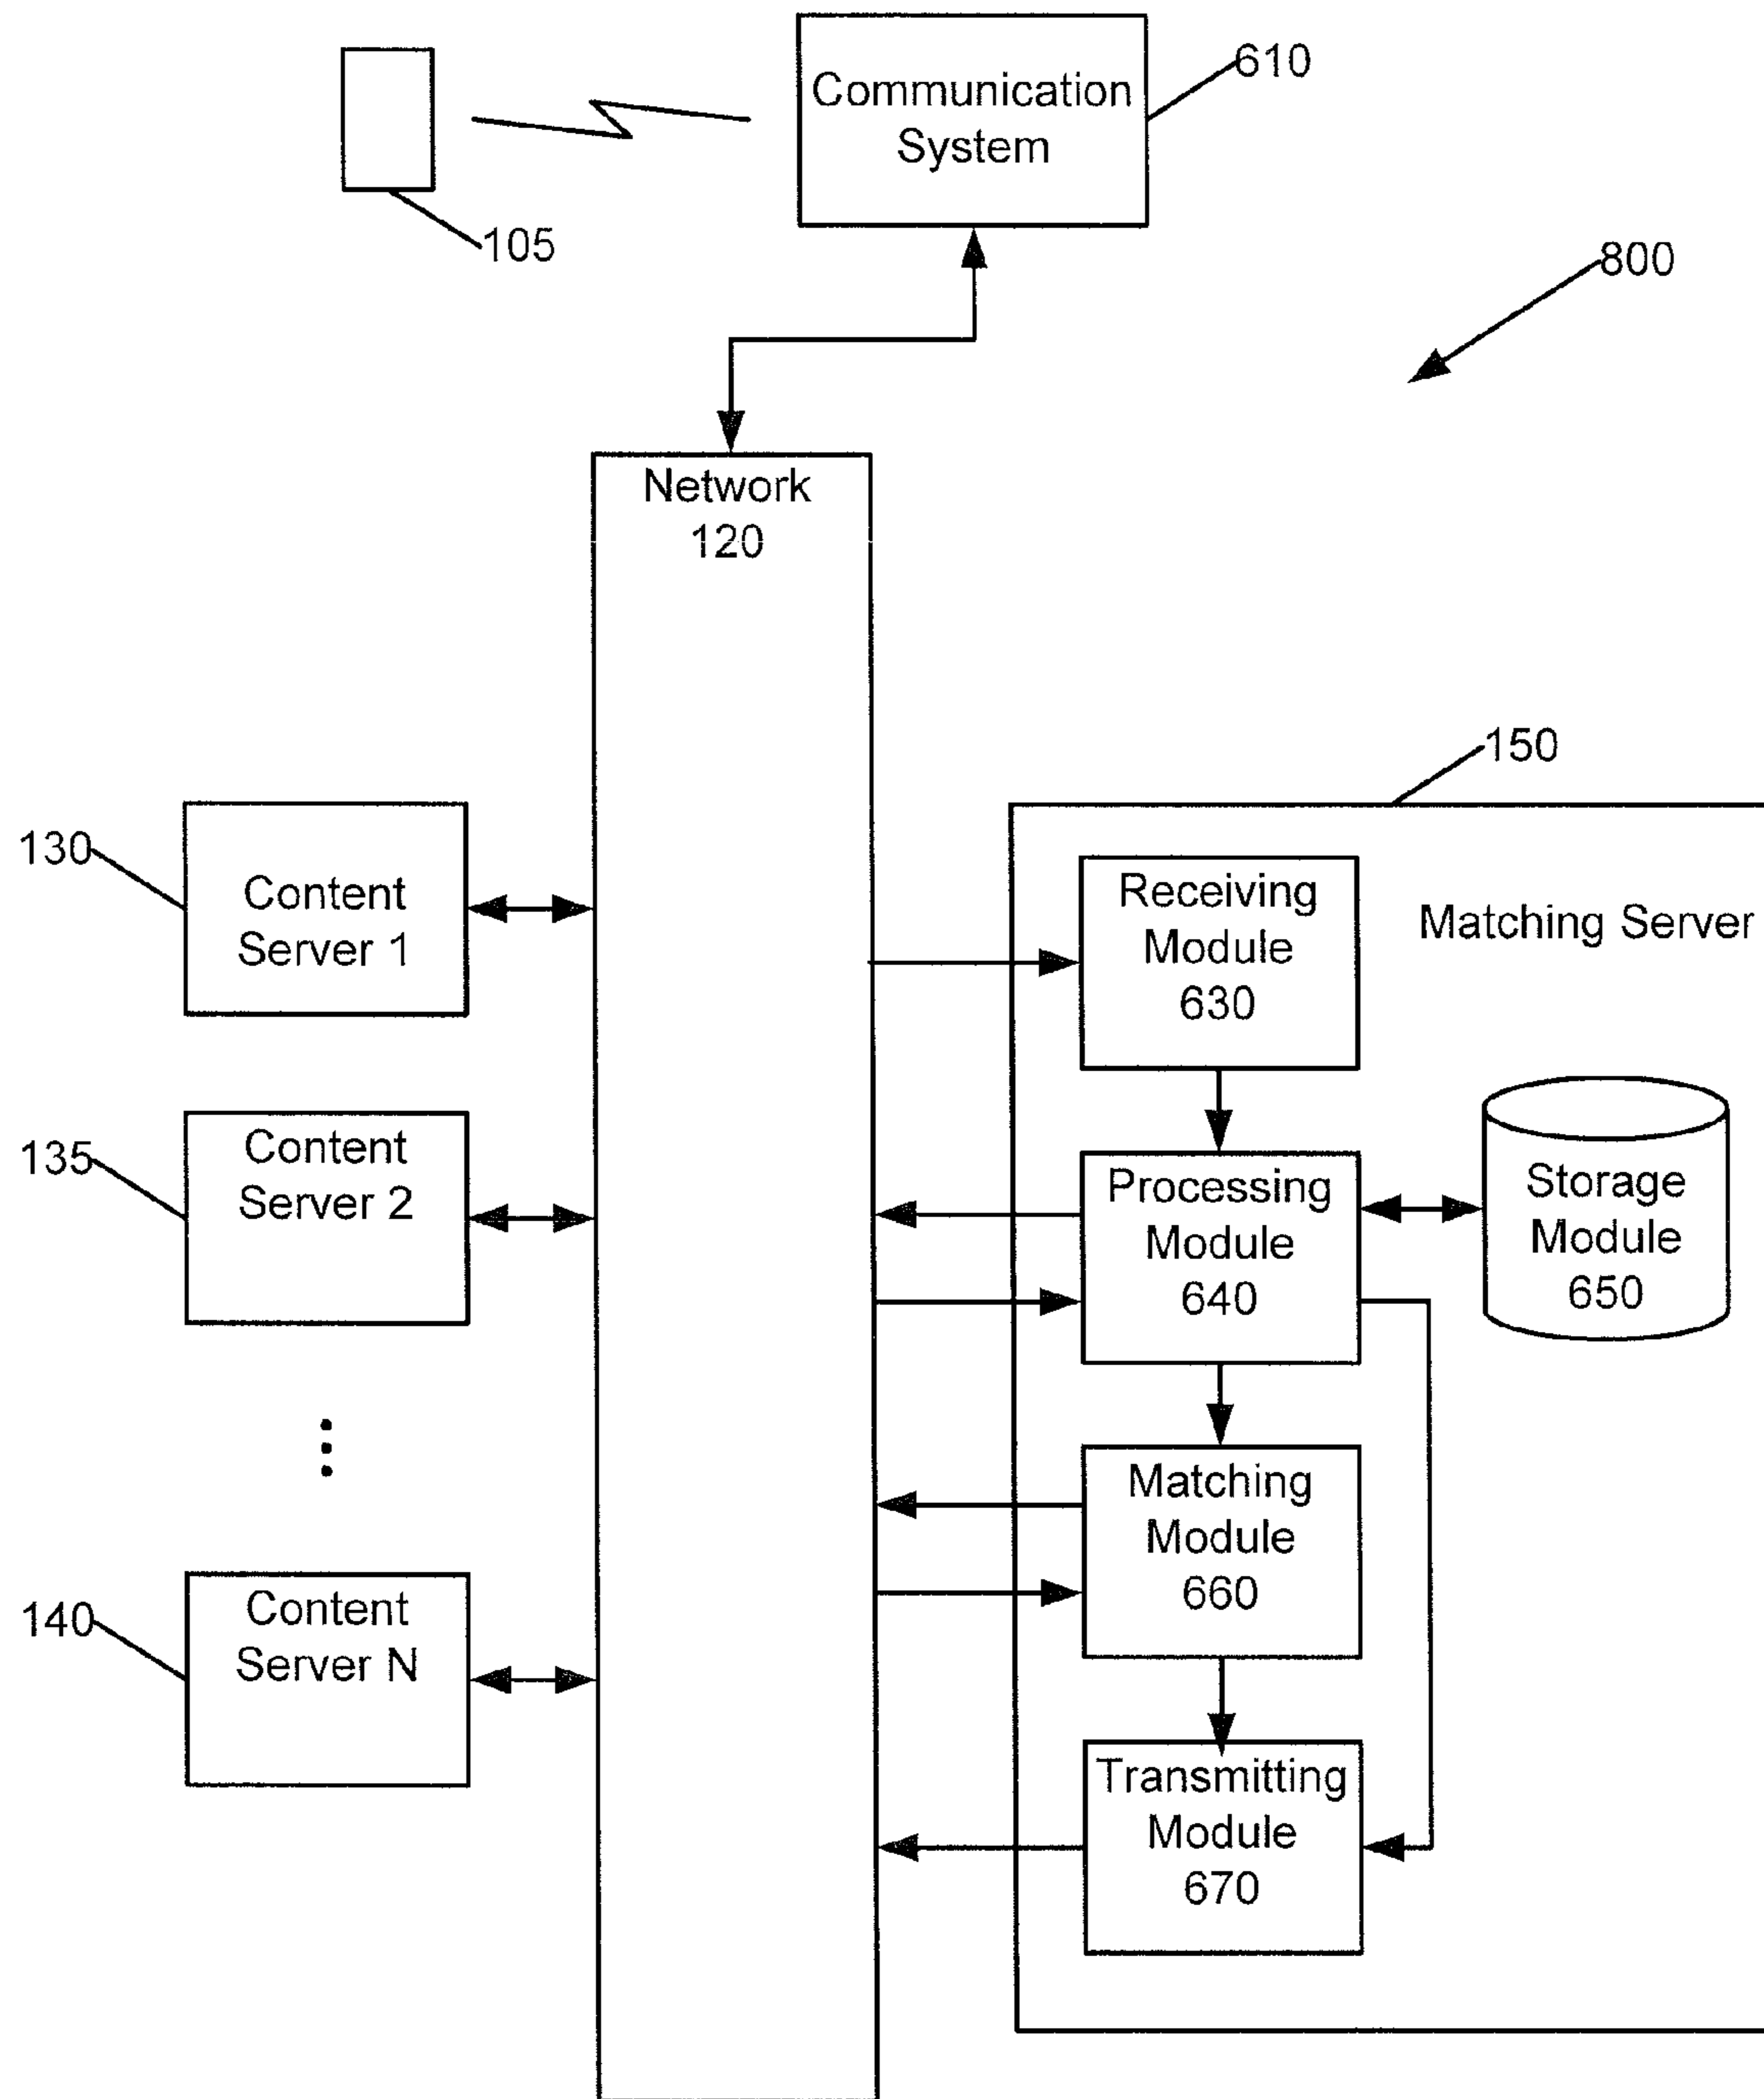 Communication
System
610
105
800
Network
120
150
130
Content
Server 1
Receiving
Module
630
Matching Server
135
Content
Server 2
Processing
Module
640
Storage
Module
650
140
Content
Server N
Matching
Module
660
Transmitting
Module
670